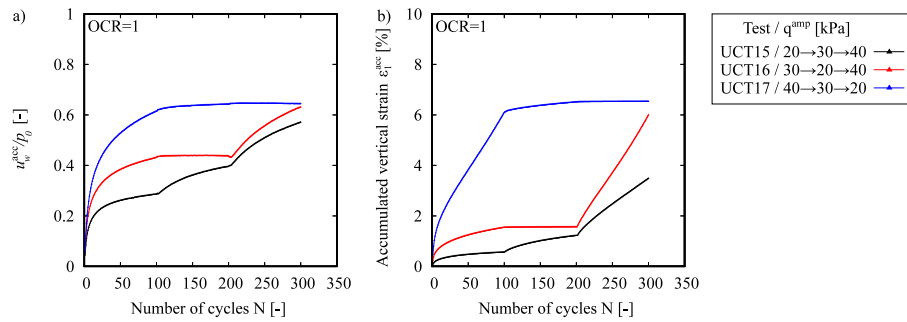 a)
OCR=1
1
0.8
0.6
0.4
0.2
0
0 50 100 150 200 250 300 350
u_w^acc/p_0 [-]
Number of cycles N [-]
b)
OCR=1
10
8
6
4
2
0
0 50 100 150 200 250 300 350
Accumulated vertical strain ε_1^acc [%]
Number of cycles N [-]
Test / q^amp [kPa]
UCT15 / 20→30→40
UCT16 / 30→20→40
UCT17 / 40→30→20